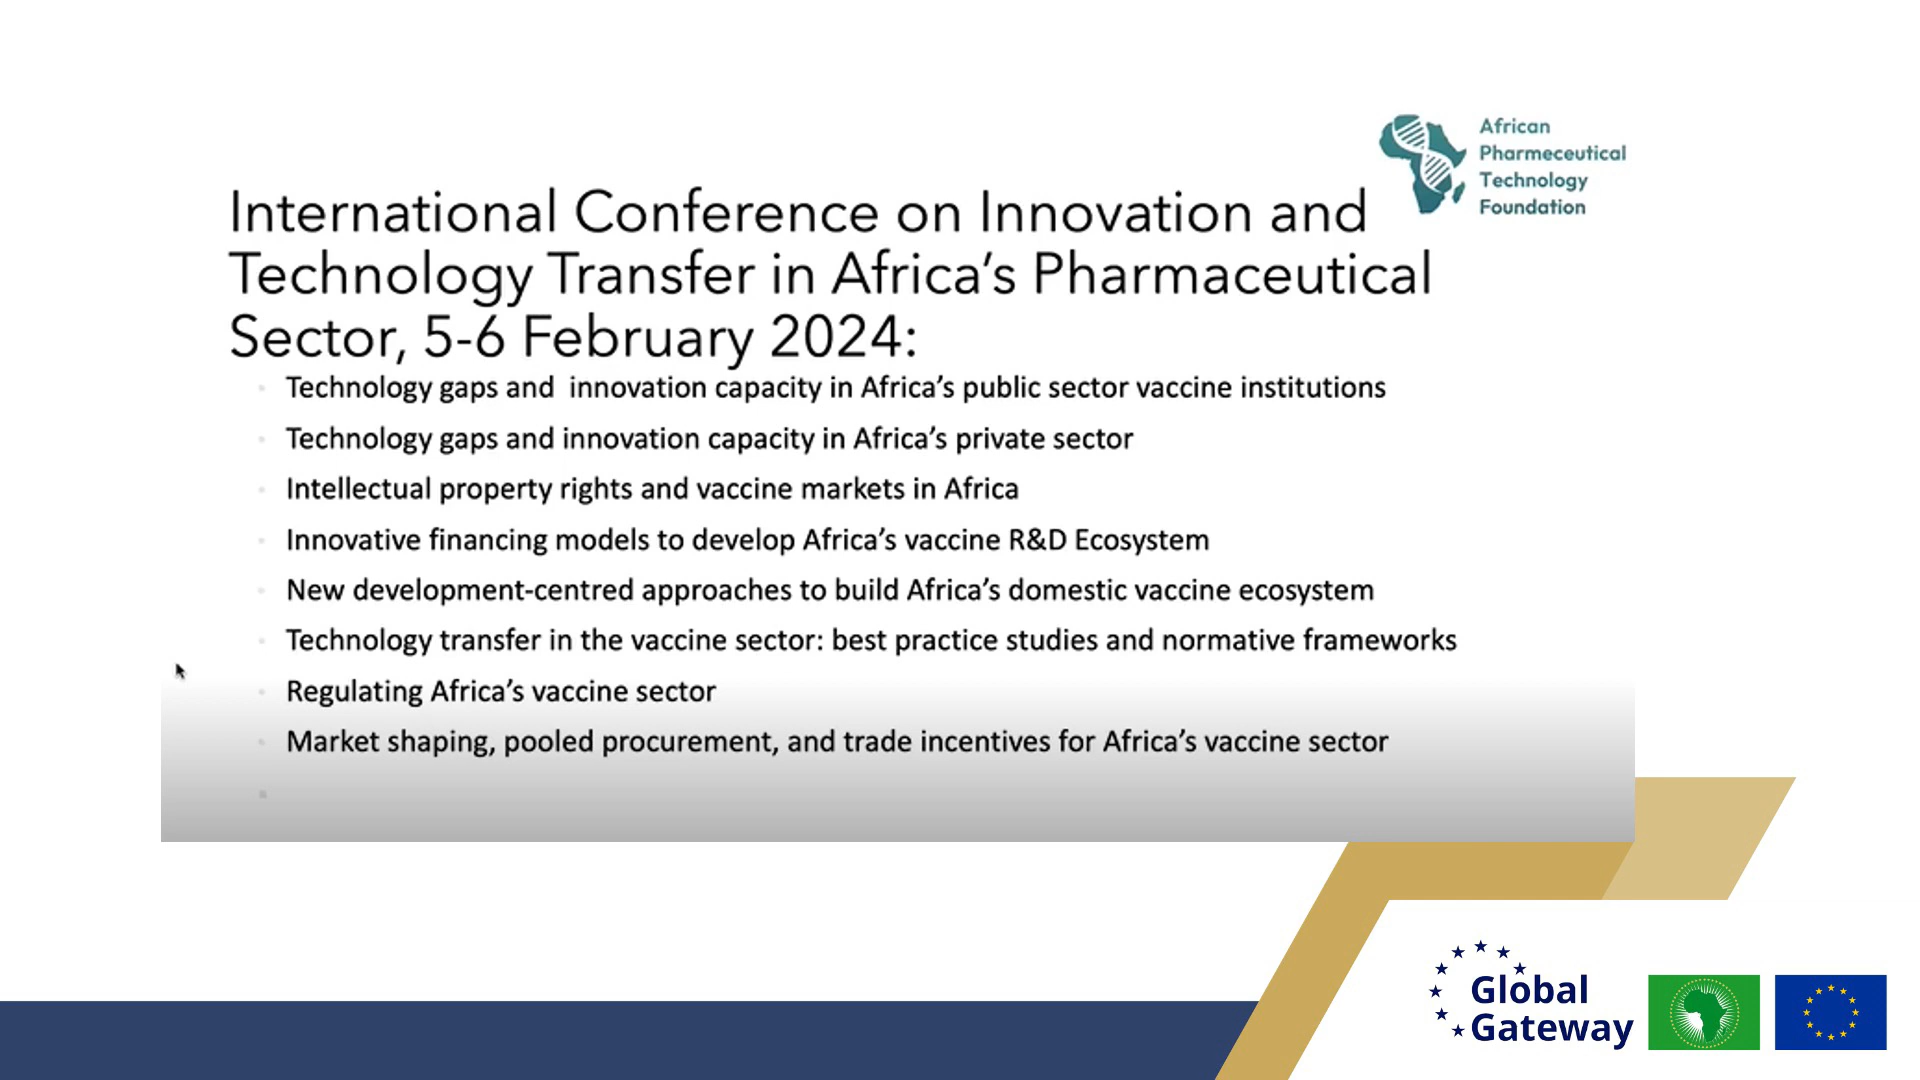 African
Pharmeceutical
Technology
Foundation
International Conference on Innovation and
Technology Transfer in Africa’s Pharmaceutical
Sector, 5-6 February 2024:
Technology gaps and innovation capacity in Africa’s public sector vaccine institutions
Technology gaps and innovation capacity in Africa’s private sector
Intellectual property rights and vaccine markets in Africa
Innovative financing models to develop Africa’s vaccine R&D Ecosystem
New development-centred approaches to build Africa’s domestic vaccine ecosystem
Technology transfer in the vaccine sector: best practice studies and normative frameworks
Regulating Africa’s vaccine sector
Market shaping, pooled procurement, and trade incentives for Africa’s vaccine sector
Global
Gateway